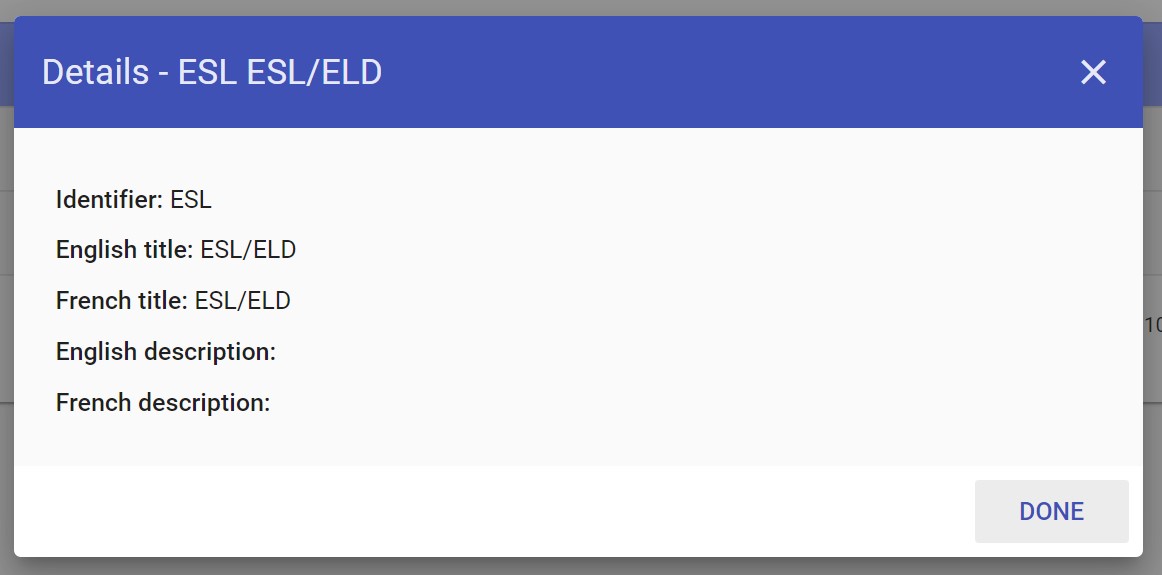 Details - ESL ESL/ELD
Identifier: ESL
English title: ESL/ELD
French title: ESL/ELD
English description:
French description:
DONE